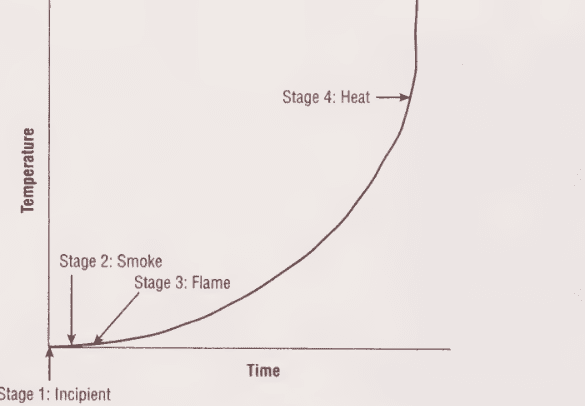 Stage 4: Heat
Temperature
Stage 2: Smoke
Stage 3: Flame
Time
Stage 1: Incipient